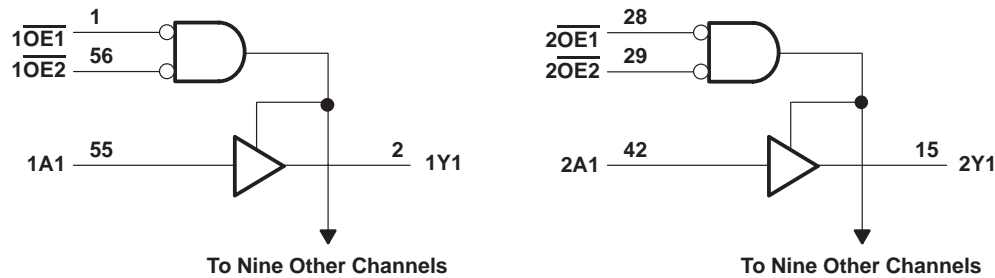 1
1OE1
56
1OE2
1A1 55 2 1Y1
To Nine Other Channels
28
2OE1
29
2OE2
2A1 42 15 2Y1
To Nine Other Channels